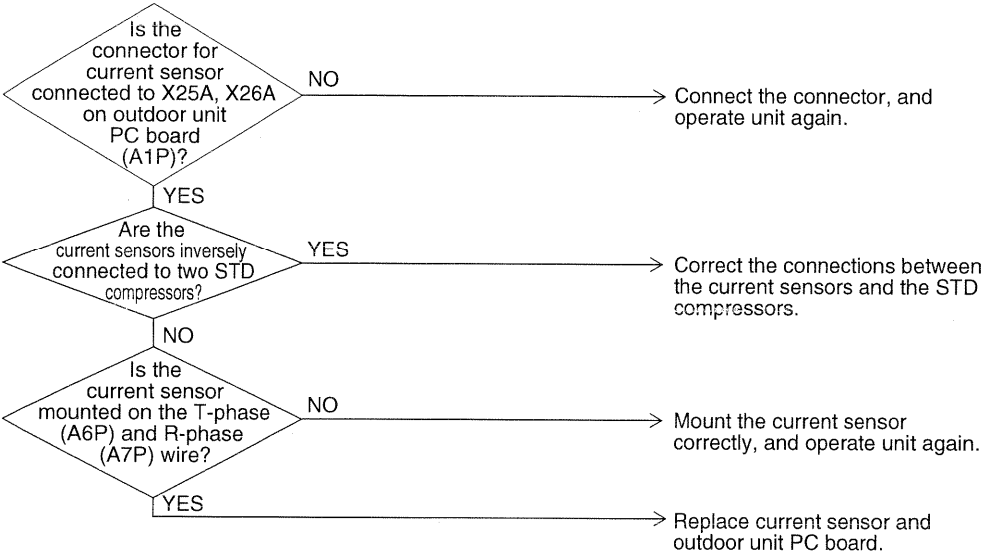 Is the
connector for
current sensor
connected to X25A, X26A
on outdoor unit
PC board
(A1P)?
NO
Connect the connector, and
operate unit again.
YES
Are the
current sensors inversely
connected to two STD
compressors?
YES
Correct the connections between
the current sensors and the STD
compressors.
NO
Is the
current sensor
mounted on the T-phase
(A6P) and R-phase
(A7P) wire?
NO
Mount the current sensor
correctly, and operate unit again.
YES
Replace current sensor and
outdoor unit PC board.